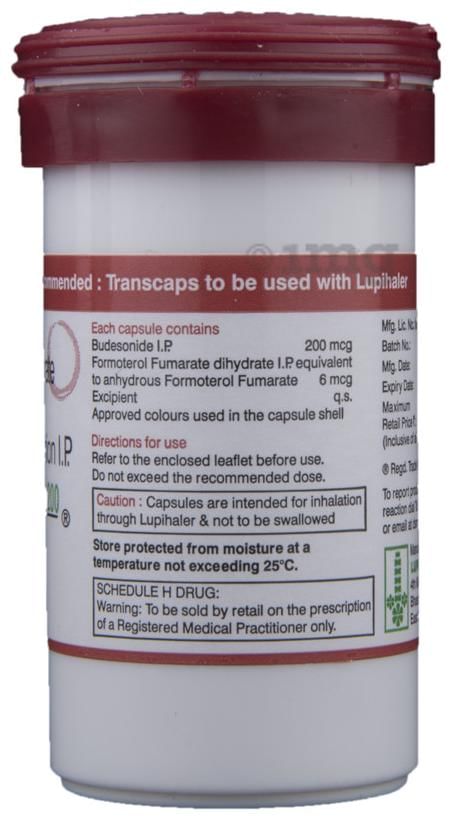 ©1mg
: Transcaps to be used with Lupihaler
Each capsule contains
Budesonide I.P. 200 mcg
Formoterol Fumarate dihydrate I.P. equivalent
to anhydrous Formoterol Fumarate 6 mcg
Excipient q.s.
Approved colours used in the capsule shell
I.P.
Directions for use
Refer to the enclosed leaflet before use.
Do not exceed the recommended dose.
®
Caution : Capsules are intended for inhalation
through Lupihaler & not to be swallowed
Store protected from moisture at a
temperature not exceeding 25°C.
SCHEDULE H DRUG:
Warning: To be sold by retail on the prescription
of a Registered Medical Practitioner only.
Mfg. Lic. No.
Batch No.:
Mfg. Date:
Expiry Date:
Maximum
Retail Price
(Inclusive of
® Regd.
To report
reaction
or email at